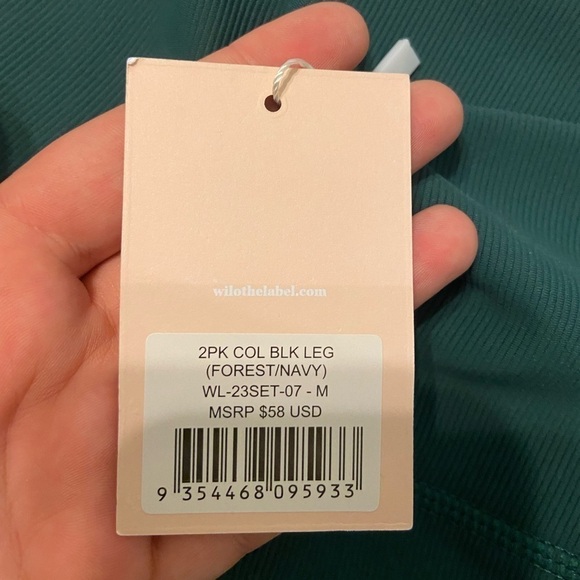 wilothelabel.com
2PK COL BLK LEG
(FOREST/NAVY)
WL-23SET-07 - M
MSRP $58 USD
9 354468 095933